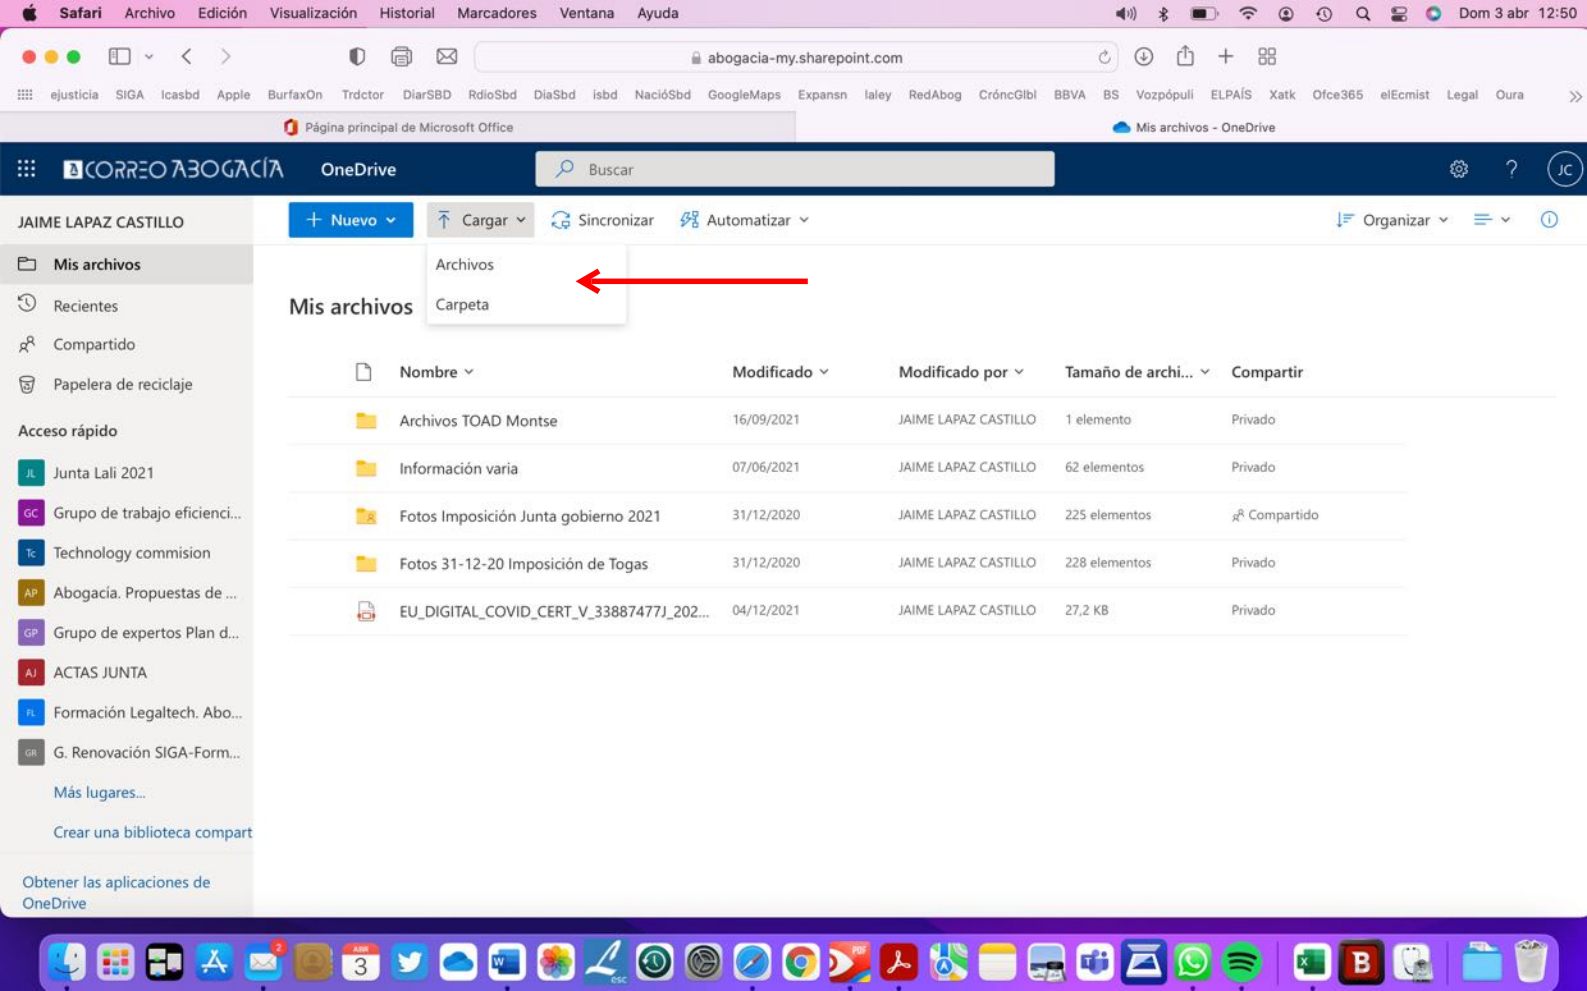 Safari Archivo Edición Visualización Historial Marcadores Ventana Ayuda Dom 3 abr 12:50
abogacia-my.sharepoint.com
ejusticia SIGA Icasbd Apple BurfaxOn Trdctor DiarSBD RdioSbd DiaSbd isbd NacióSbd GoogleMaps Expansn laley RedAbog CróncGlbl BBVA BS Vozpópuli ELPAÍS Xatk Ofce365 elEcmist Legal Oura
Página principal de Microsoft Office Mis archivos - OneDrive
CORREO ABOGACÍA OneDrive Buscar ? JC
JAIME LAPAZ CASTILLO + Nuevo Cargar Sincronizar Automatizar Organizar
Mis archivos
Recientes
Compartido
Papelera de reciclaje
Acceso rápido
JL Junta Lali 2021
GC Grupo de trabajo eficienci...
Tc Technology commision
AP Abogacía. Propuestas de ...
GP Grupo de expertos Plan d...
AJ ACTAS JUNTA
FL Formación Legaltech. Abo...
GR G. Renovación SIGA-Form...
Más lugares...
Crear una biblioteca compart
Obtener las aplicaciones de
OneDrive
Archivos
Carpeta
Mis archivos
Nombre Modificado Modificado por Tamaño de archi... Compartir
Archivos TOAD Montse 16/09/2021 JAIME LAPAZ CASTILLO 1 elemento Privado
Información varia 07/06/2021 JAIME LAPAZ CASTILLO 62 elementos Privado
Fotos Imposición Junta gobierno 2021 31/12/2020 JAIME LAPAZ CASTILLO 225 elementos Compartido
Fotos 31-12-20 Imposición de Togas 31/12/2020 JAIME LAPAZ CASTILLO 228 elementos Privado
EU_DIGITAL_COVID_CERT_V_33887477J_202... 04/12/2021 JAIME LAPAZ CASTILLO 27,2 KB Privado
2 ABR 3 W esc PDF X B